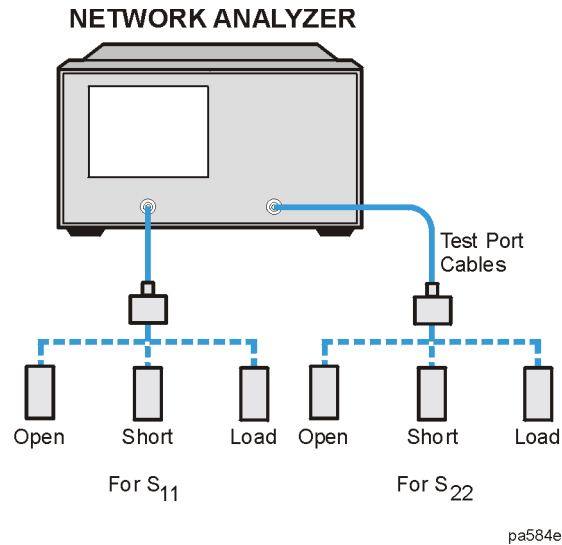 NETWORK ANALYZER
Test Port
Cables
Open Short Load Open Short Load
For S11 For S22
pa584e